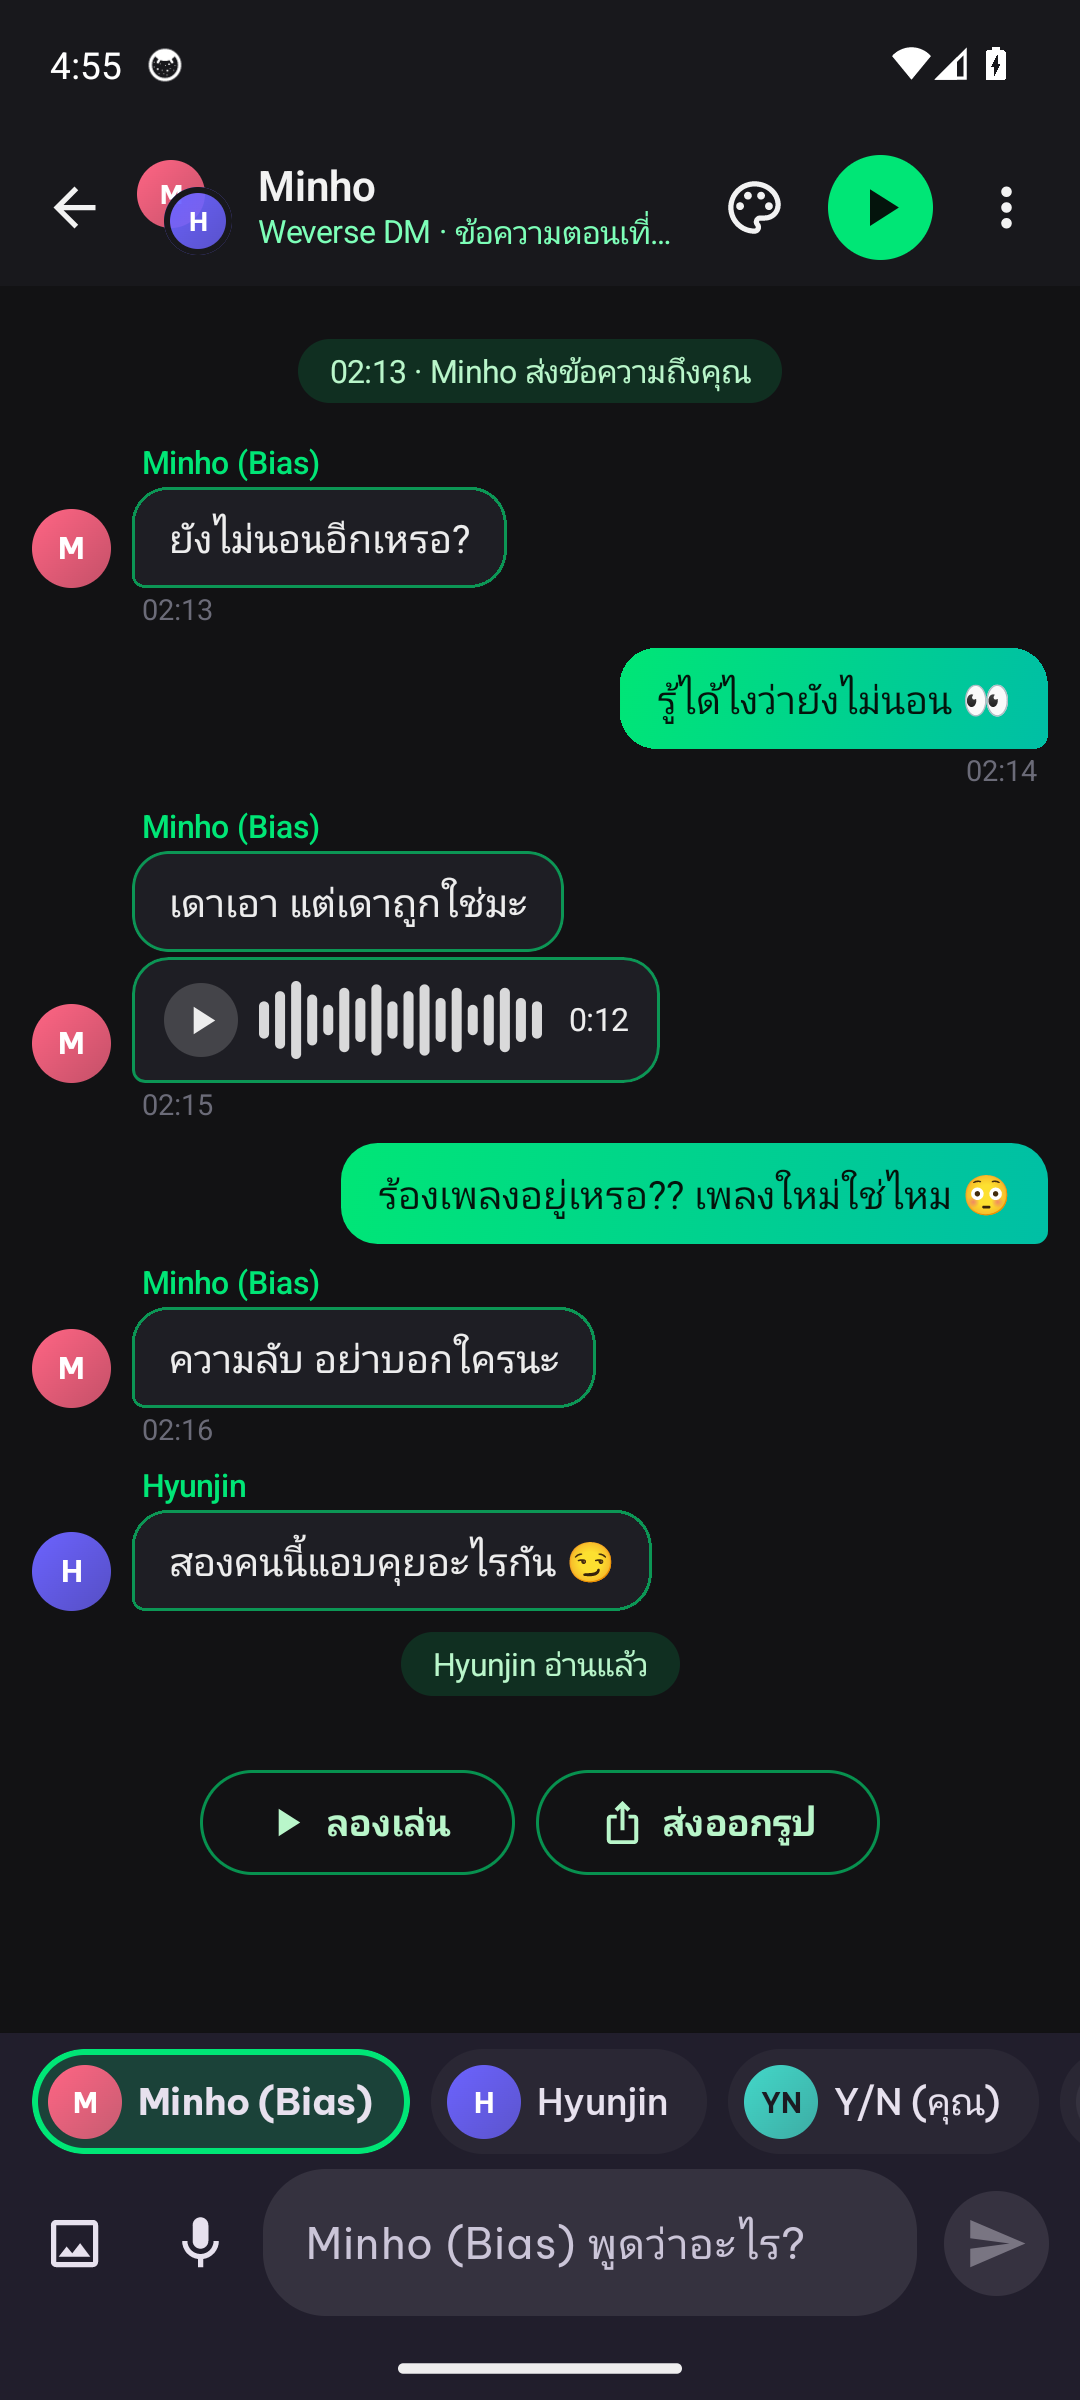 4:55
M
H
Minho
Weverse DM · ข้อความตอนเที่...
02:13 · Minho ส่งข้อความถึงคุณ
Minho (Bias)
M
ยังไม่นอนอีกเหรอ?
02:13
รู้ได้ไงว่ายังไม่นอน 👀
02:14
Minho (Bias)
เดาเอา แต่เดาถูกใช่มะ
M
0:12
02:15
ร้องเพลงอยู่เหรอ?? เพลงใหม่ใช่ไหม 😳
Minho (Bias)
M
ความลับ อย่าบอกใครนะ
02:16
Hyunjin
H
สองคนนี้แอบคุยอะไรกัน 😏
Hyunjin อ่านแล้ว
ลองเล่น
ส่งออกรูป
M Minho (Bias)
H Hyunjin
YN Y/N (คุณ)
Minho (Bias) พูดว่าอะไร?